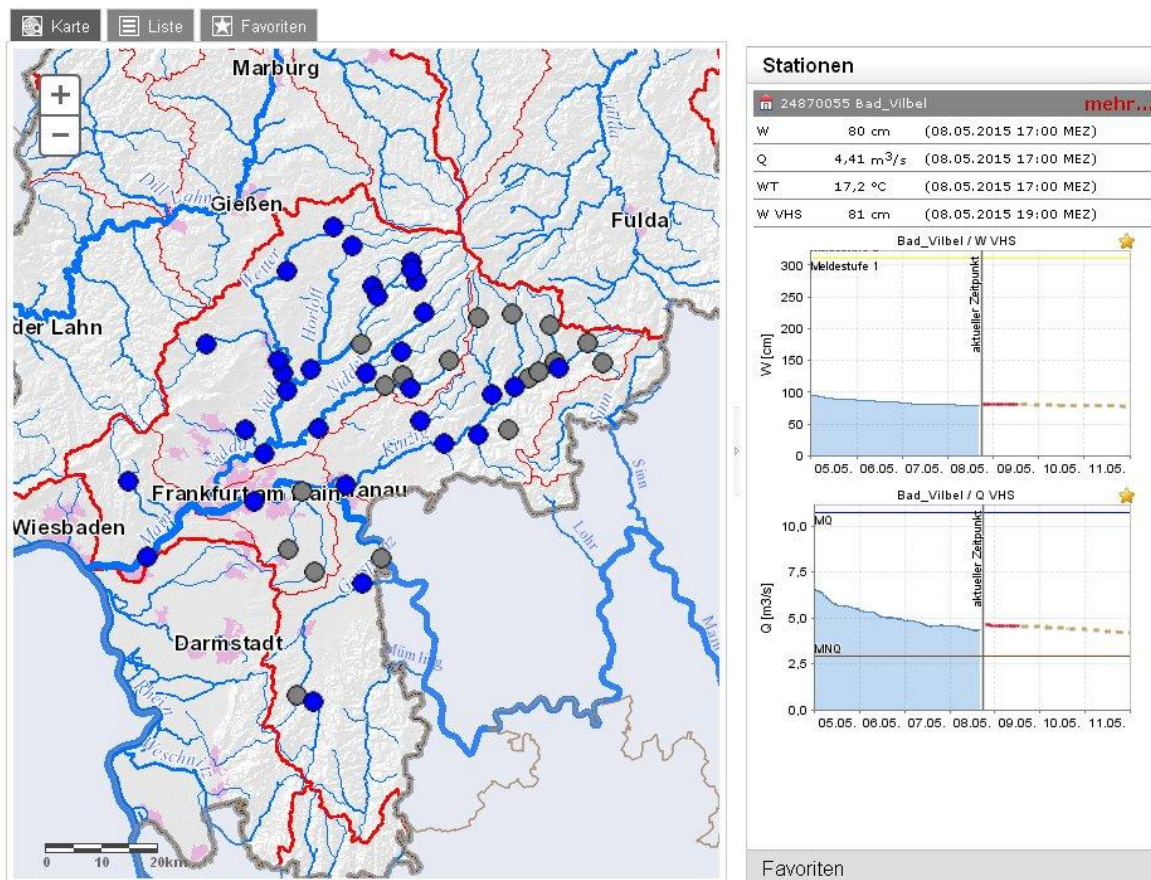 Karte
Liste
Favoriten
Marburg
Fulda
Dill
Lahn
Gießen
Fulda
Wetter
Horloff
der Lahn
Nidda
Nidder
Sinn
Kinzig
Nidda
Sinn
Frankfurt am Main
Hanau
Wiesbaden
Main
Lohr
Gersprenz
Main
Darmstadt
Mümling
Rhein
Weschnitz
0 10 20km
Stationen
24870055 Bad_Vilbel mehr...
W 80 cm (08.05.2015 17:00 MEZ)
Q 4,41 m³/s (08.05.2015 17:00 MEZ)
WT 17,2 ºC (08.05.2015 17:00 MEZ)
W VHS 81 cm (08.05.2015 19:00 MEZ)
Bad_Vilbel / W VHS
Meldestufe 1
aktueller Zeitpunkt
W [cm]
300
250
200
150
100
50
0
05.05. 06.05. 07.05. 08.05. 09.05. 10.05. 11.05.
Bad_Vilbel / Q VHS
MQ
aktueller Zeitpunkt
Q [m3/s]
10,0
7,5
5,0
MNQ
2,5
0,0
05.05. 06.05. 07.05. 08.05. 09.05. 10.05. 11.05.
Favoriten